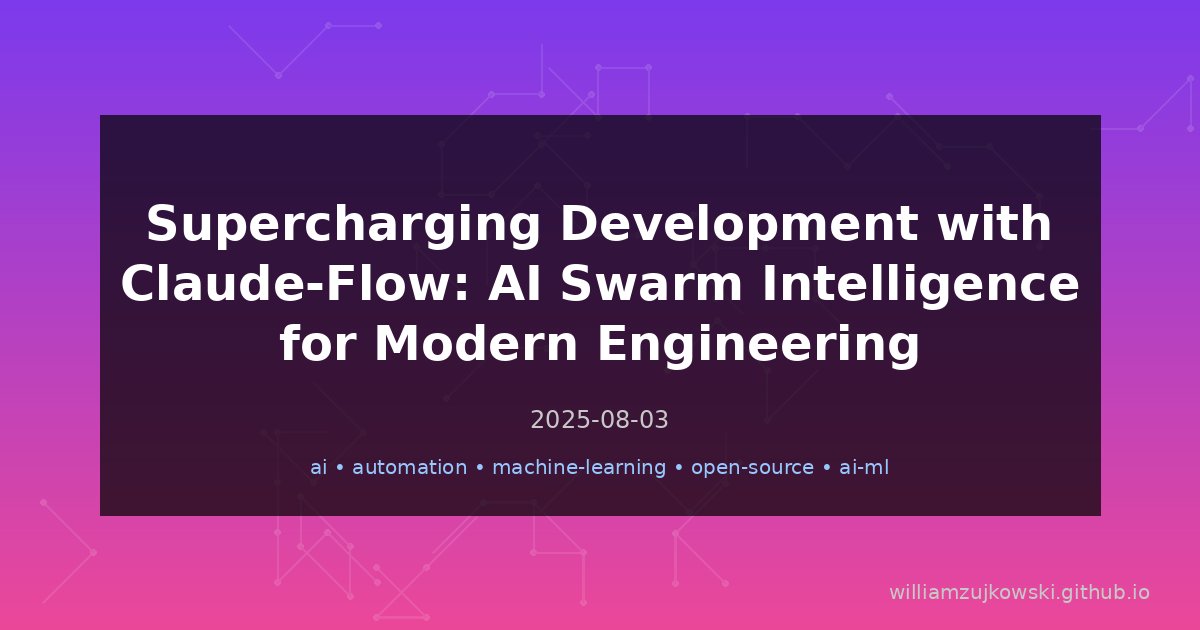 Supercharging Development with
Claude-Flow: AI Swarm Intelligence
for Modern Engineering
2025-08-03
ai • automation • machine-learning • open-source • ai-ml
williamzujkowski.github.io